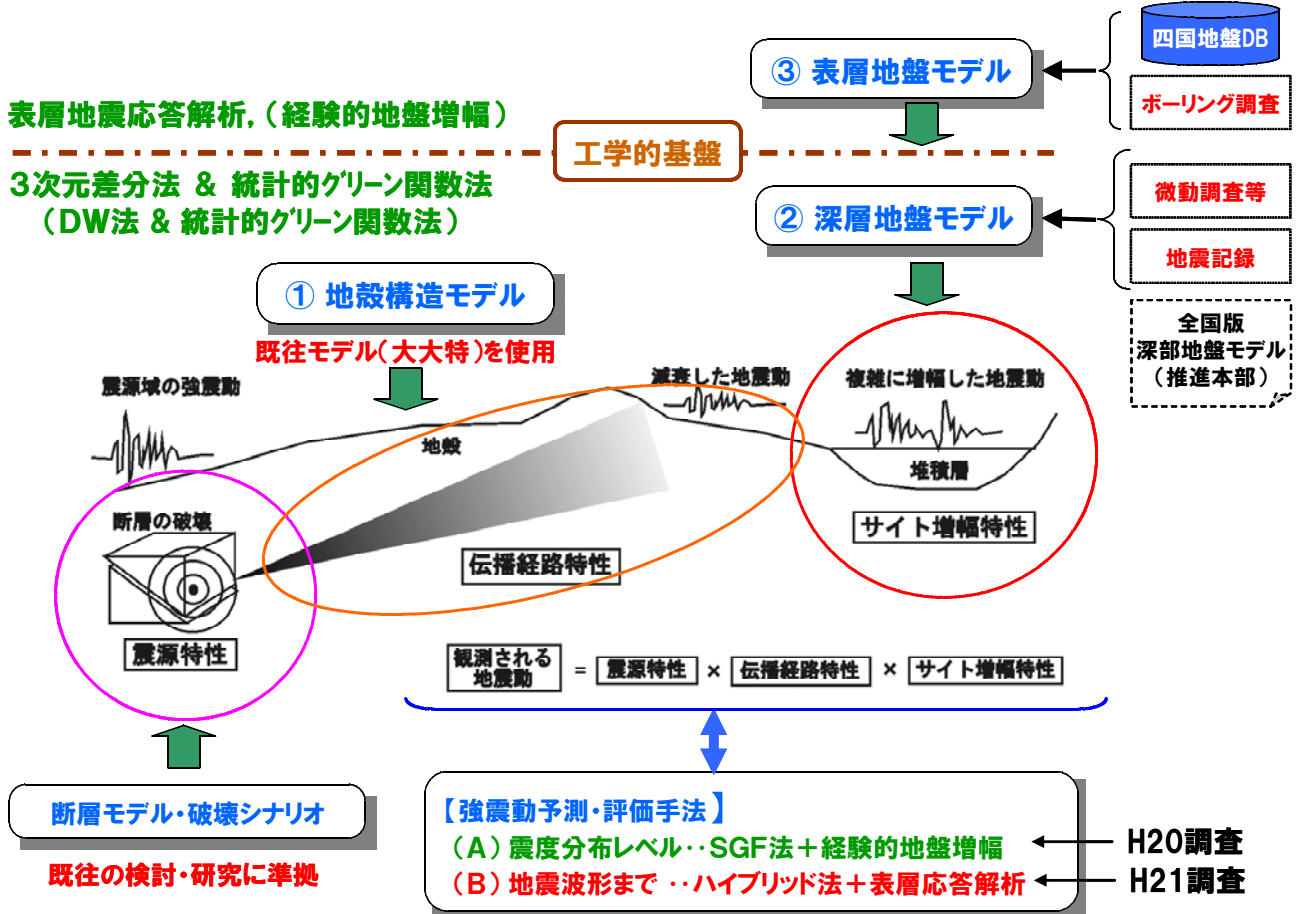 四国地盤DB
③ 表層地盤モデル
ボーリング調査
表層地震応答解析,（経験的地盤増幅）
工学的基盤
３次元差分法 & 統計的グリーン関数法
（DW法 & 統計的グリーン関数法）
微動調査等
② 深層地盤モデル
地震記録
① 地殻構造モデル
既往モデル（大大特）を使用
全国版
深部地盤モデル
（推進本部）
震源域の強震動
減衰した地震動
複雑に増幅した地震動
地殻
堆積層
断層の破壊
サイト増幅特性
伝播経路特性
震源特性
観測される
地震動
= 震源特性 × 伝播経路特性 × サイト増幅特性
断層モデル・破壊シナリオ
既往の検討・研究に準拠
【強震動予測・評価手法】
（A）震度分布レベル‥SGF法＋経験的地盤増幅
H20調査
（B）地震波形まで ‥ハイブリッド法＋表層応答解析
H21調査